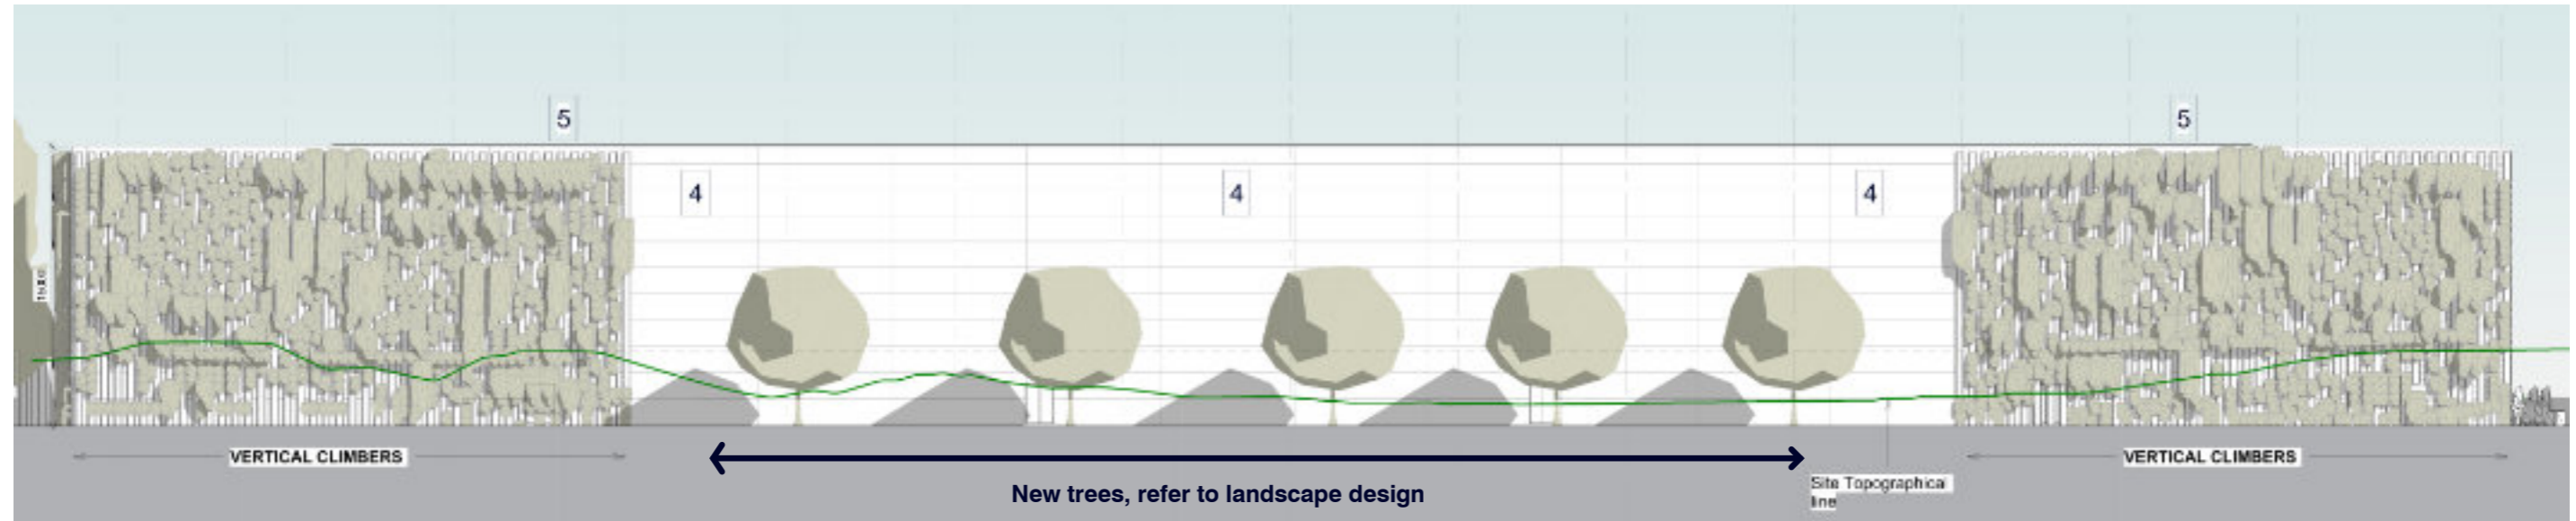 5
5
4
4
4
VERTICAL CLIMBERS
VERTICAL CLIMBERS
New trees, refer to landscape design
Site Topographical
line